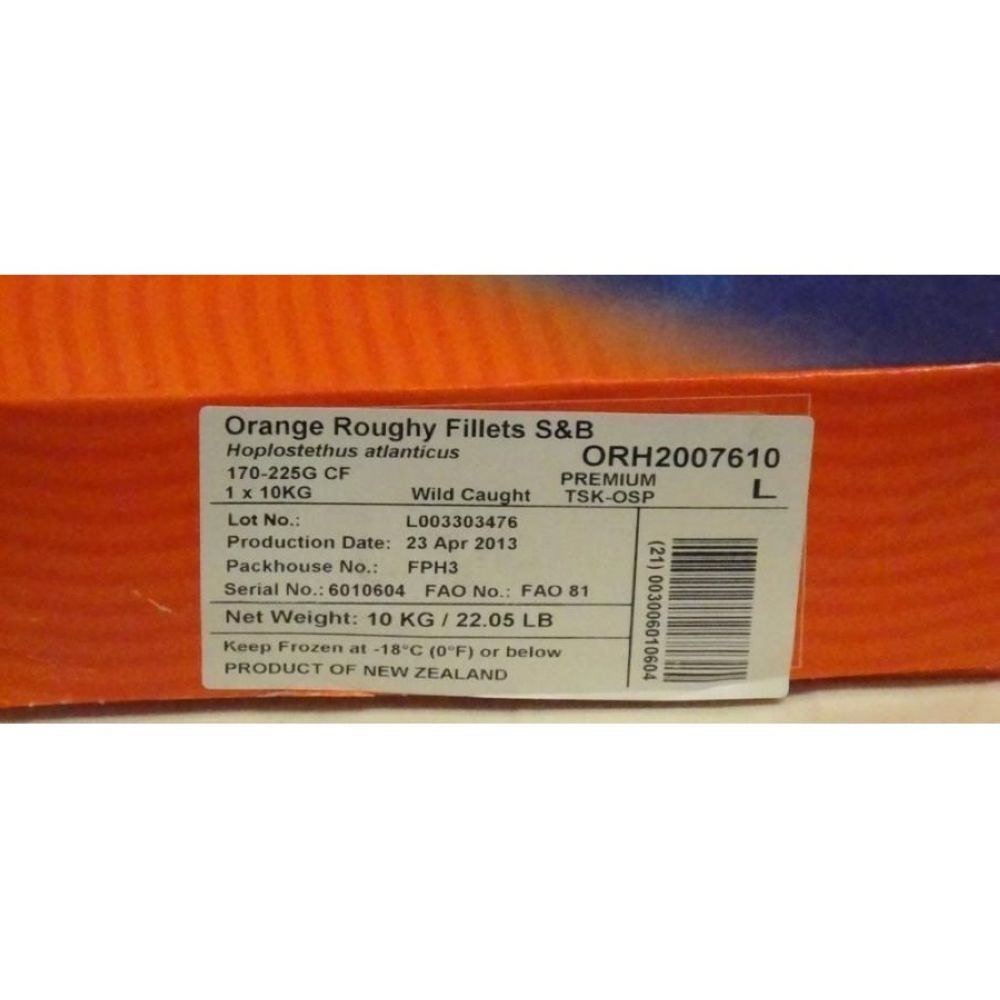 Orange Roughy Fillets S&B
Hoplostethus atlanticus
ORH2007610
170-225G CF
PREMIUM
1 x 10KG Wild Caught TSK-OSP L
Lot No.: L003303476
Production Date: 23 Apr 2013
Packhouse No.: FPH3
Serial No.: 6010604 FAO No.: FAO 81
Net Weight: 10 KG / 22.05 LB
Keep Frozen at -18°C (0°F) or below
PRODUCT OF NEW ZEALAND
(21) 003006010604